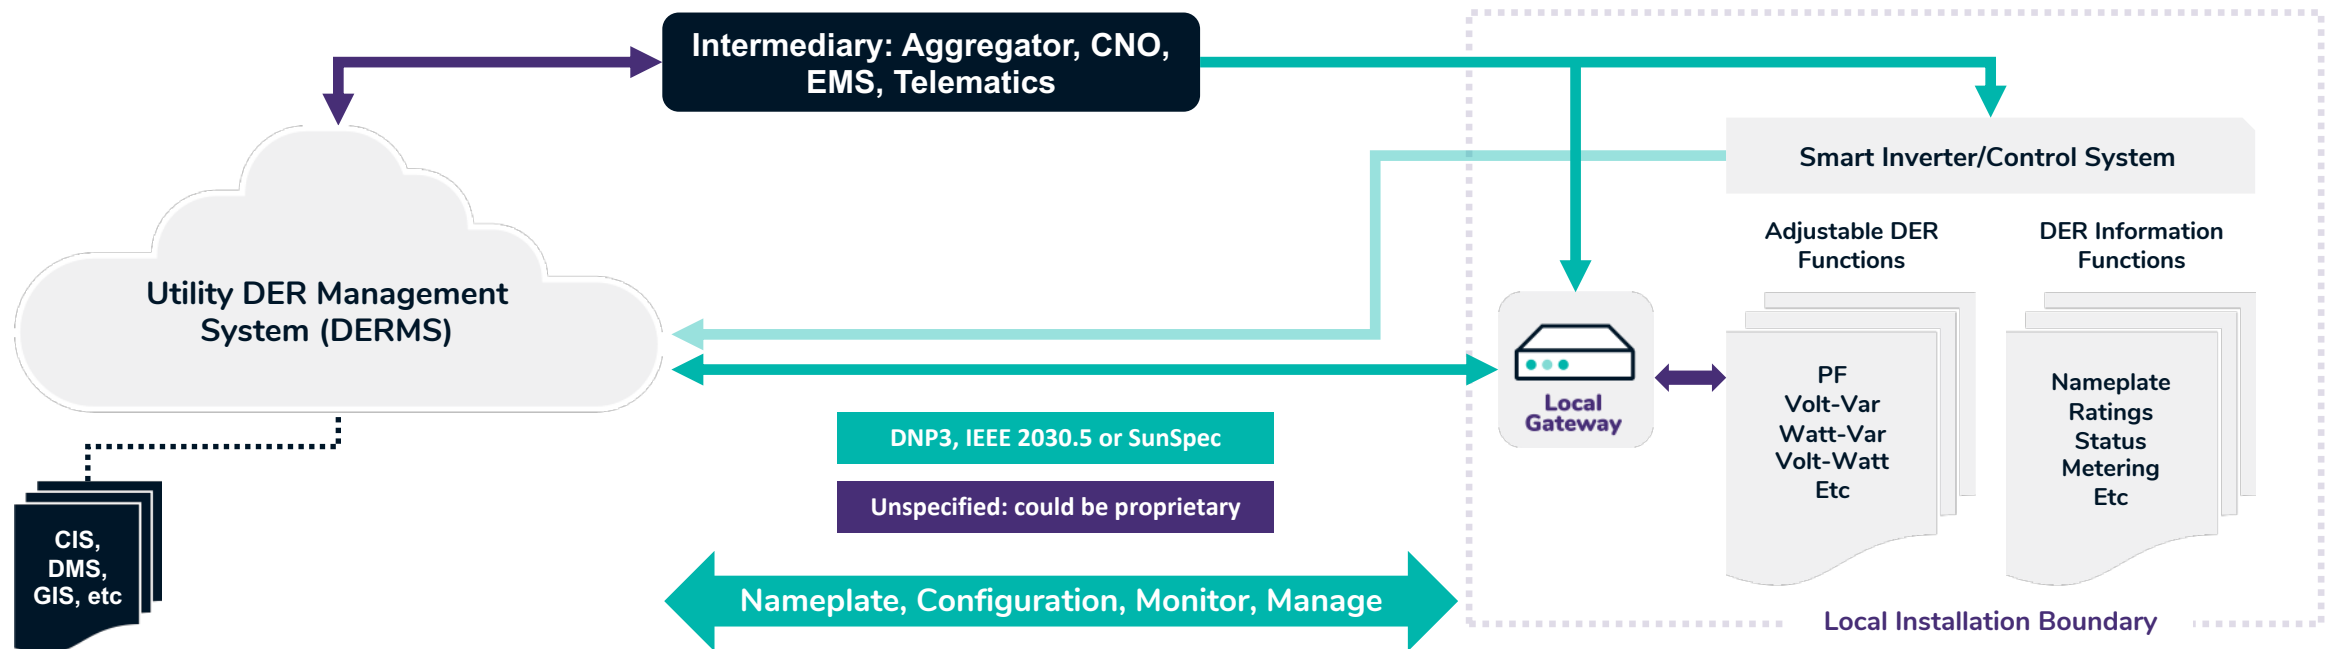 Intermediary: Aggregator, CNO,
EMS, Telematics
Smart Inverter/Control System
Adjustable DER
Functions
DER Information
Functions
Utility DER Management
System (DERMS)
Local
Gateway
PF
Volt-Var
Watt-Var
Volt-Watt
Etc
Nameplate
Ratings
Status
Metering
Etc
DNP3, IEEE 2030.5 or SunSpec
Unspecified: could be proprietary
CIS,
DMS,
GIS, etc
Nameplate, Configuration, Monitor, Manage
Local Installation Boundary